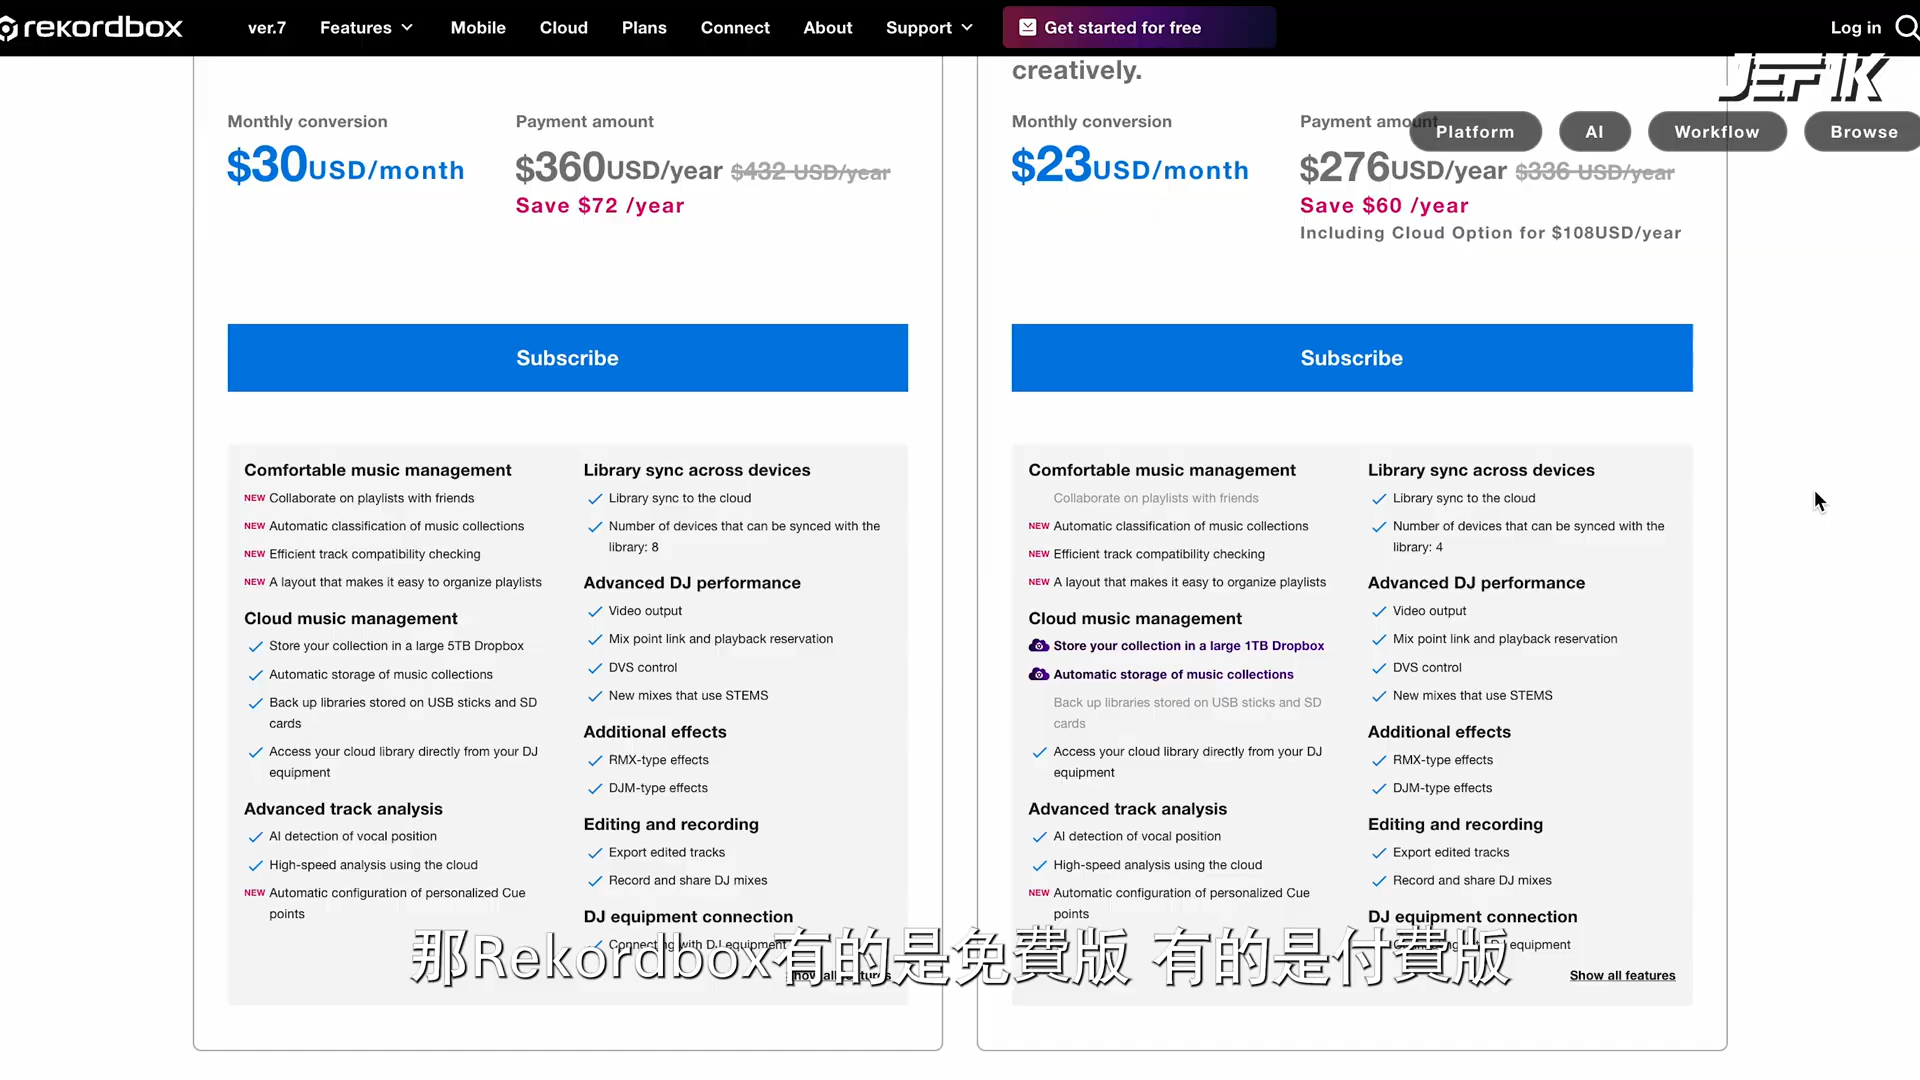 rekordbox
ver.7
Features
Mobile
Cloud
Plans
Connect
About
Support
Get started for free
Log in
JEF1K
Platform
AI
Workflow
Browse
Monthly conversion
Payment amount
$30USD/month
$360USD/year $432 USD/year
Save $72 /year
Subscribe
Comfortable music management
NEW Collaborate on playlists with friends
NEW Automatic classification of music collections
NEW Efficient track compatibility checking
NEW A layout that makes it easy to organize playlists
Cloud music management
Store your collection in a large 5TB Dropbox
Automatic storage of music collections
Back up libraries stored on USB sticks and SD
cards
Access your cloud library directly from your DJ
equipment
Advanced track analysis
AI detection of vocal position
High-speed analysis using the cloud
NEW Automatic configuration of personalized Cue
points
Library sync across devices
Library sync to the cloud
Number of devices that can be synced with the
library: 8
Advanced DJ performance
Video output
Mix point link and playback reservation
DVS control
New mixes that use STEMS
Additional effects
RMX-type effects
DJM-type effects
Editing and recording
Export edited tracks
Record and share DJ mixes
DJ equipment connection
Connecting with DJ equipment
Show all features
creatively.
Monthly conversion
Payment amount
$23USD/month
$276USD/year $336 USD/year
Save $60 /year
Including Cloud Option for $108USD/year
Subscribe
Comfortable music management
Collaborate on playlists with friends
NEW Automatic classification of music collections
NEW Efficient track compatibility checking
NEW A layout that makes it easy to organize playlists
Cloud music management
Store your collection in a large 1TB Dropbox
Automatic storage of music collections
Back up libraries stored on USB sticks and SD
cards
Access your cloud library directly from your DJ
equipment
Advanced track analysis
AI detection of vocal position
High-speed analysis using the cloud
NEW Automatic configuration of personalized Cue
points
Library sync across devices
Library sync to the cloud
Number of devices that can be synced with the
library: 4
Advanced DJ performance
Video output
Mix point link and playback reservation
DVS control
New mixes that use STEMS
Additional effects
RMX-type effects
DJM-type effects
Editing and recording
Export edited tracks
Record and share DJ mixes
DJ equipment connection
equipment
Show all features
那Rekordbox有的是免費版 有的是付費版